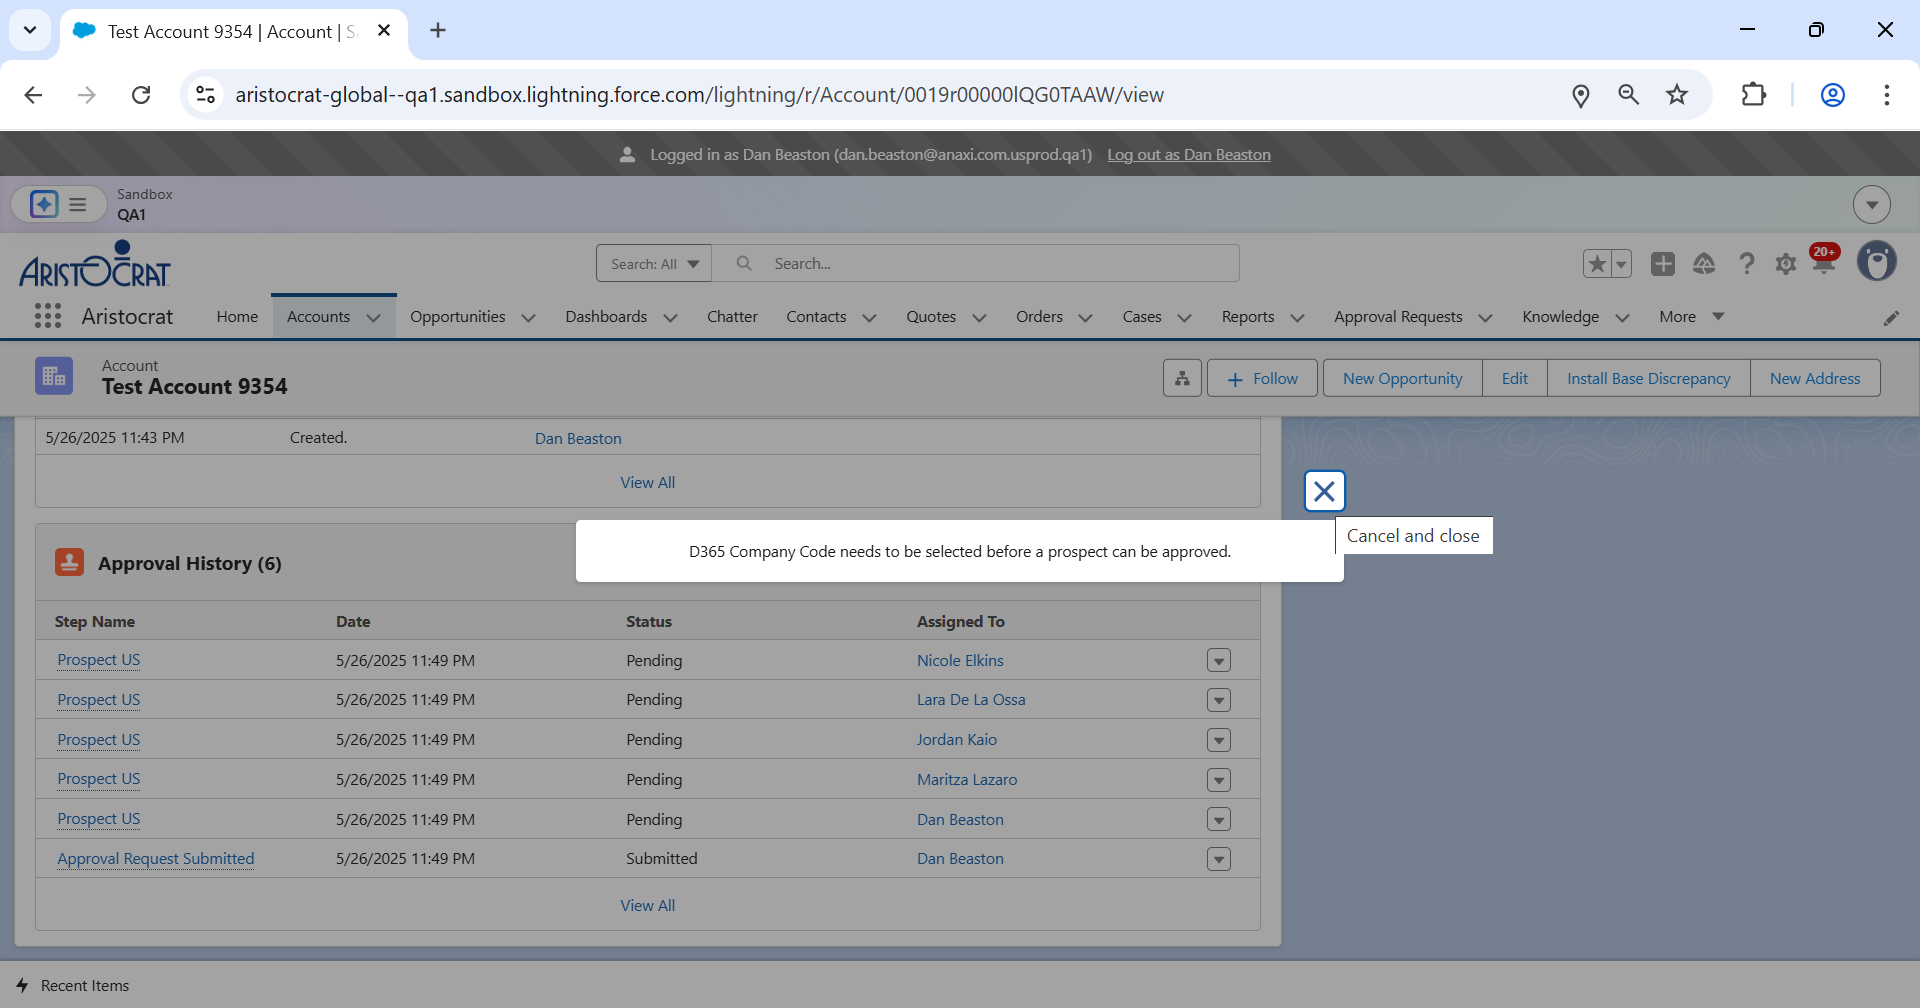 Test Account 9354 | Account | S
aristocrat-global--qa1.sandbox.lightning.force.com/lightning/r/Account/0019r00000lQG0TAAW/view
Logged in as Dan Beaston (dan.beaston@anaxi.com.usprod.qa1) Log out as Dan Beaston
Sandbox
QA1
ARISTOCRAT
Search: All
Search...
20+
Aristocrat
Home
Accounts
Opportunities
Dashboards
Chatter
Contacts
Quotes
Orders
Cases
Reports
Approval Requests
Knowledge
More
Account
Test Account 9354
Follow
New Opportunity
Edit
Install Base Discrepancy
New Address
5/26/2025 11:43 PM Created. Dan Beaston
View All
Cancel and close
D365 Company Code needs to be selected before a prospect can be approved.
Approval History (6)
Step Name Date Status Assigned To
Prospect US 5/26/2025 11:49 PM Pending Nicole Elkins
Prospect US 5/26/2025 11:49 PM Pending Lara De La Ossa
Prospect US 5/26/2025 11:49 PM Pending Jordan Kaio
Prospect US 5/26/2025 11:49 PM Pending Maritza Lazaro
Prospect US 5/26/2025 11:49 PM Pending Dan Beaston
Approval Request Submitted 5/26/2025 11:49 PM Submitted Dan Beaston
View All
Recent Items